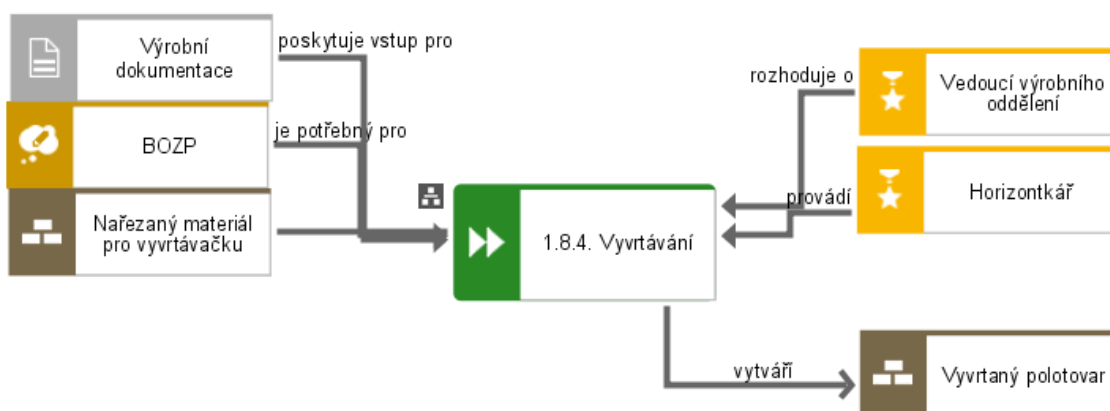 Výrobní
dokumentace
poskytuje vstup pro
BOZP
je potřebný pro
Nařezaný materiál
pro vyvrtávačku
1.8.4. Vyvrtávání
rozhoduje o
Vedoucí výrobního
oddělení
provádí
Horizontkář
vytváří
Vyvrtaný polotovar